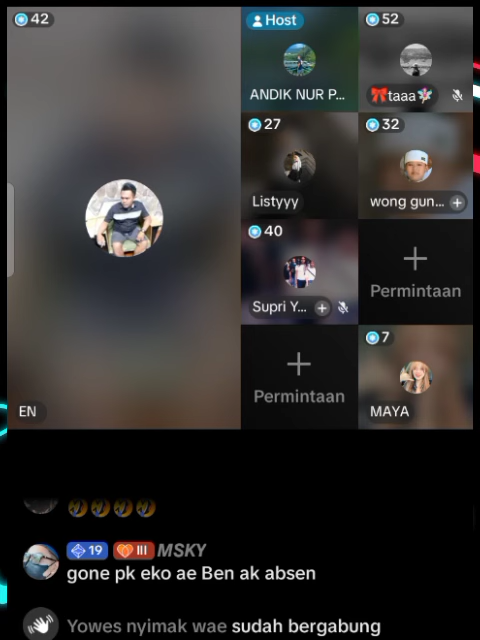 42
Host
ANDIK NUR P...
52
🎀taaa🧚
27
Listyyy
32
wong gun...
40
Supri Y...
Permintaan
Permintaan
7
MAYA
EN
🤣🤣🤣🤣
19 III MSKY
gone pk eko ae Ben ak absen
Yowes nyimak wae sudah bergabung